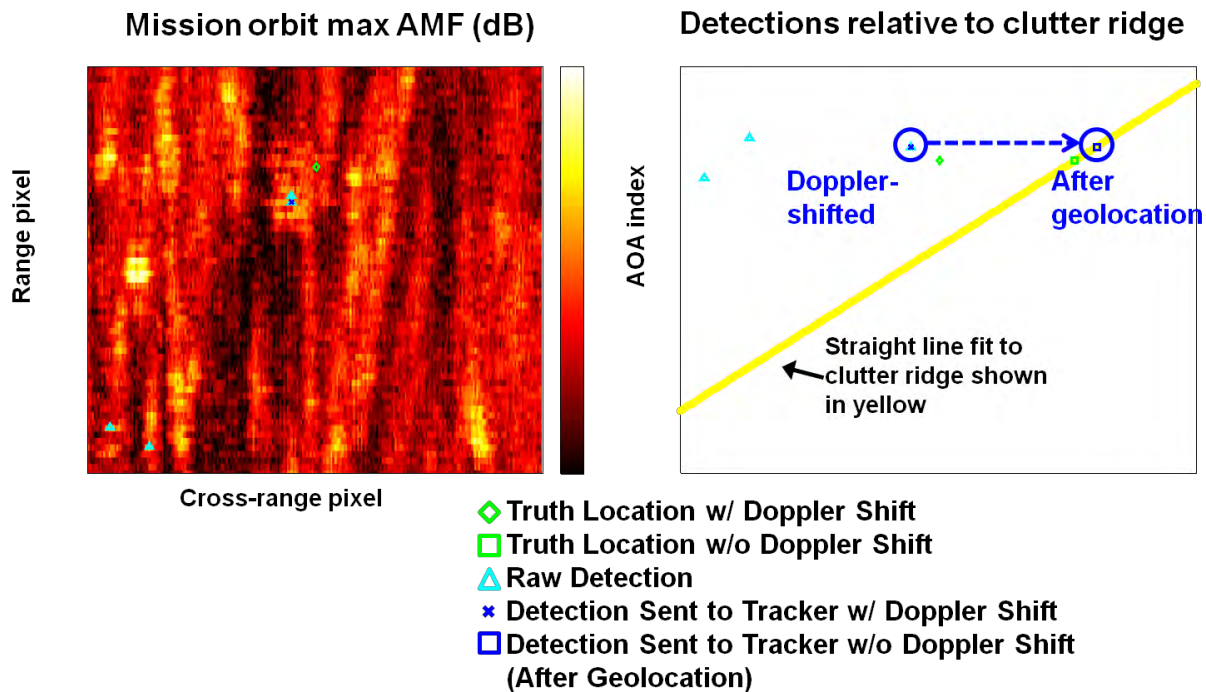 Mission orbit max AMF (dB)
Range pixel
Cross-range pixel
Detections relative to clutter ridge
AOA index
Doppler-
shifted
After
geolocation
Straight line fit to
clutter ridge shown
in yellow
Truth Location w/ Doppler Shift
Truth Location w/o Doppler Shift
Raw Detection
Detection Sent to Tracker w/ Doppler Shift
Detection Sent to Tracker w/o Doppler Shift
(After Geolocation)